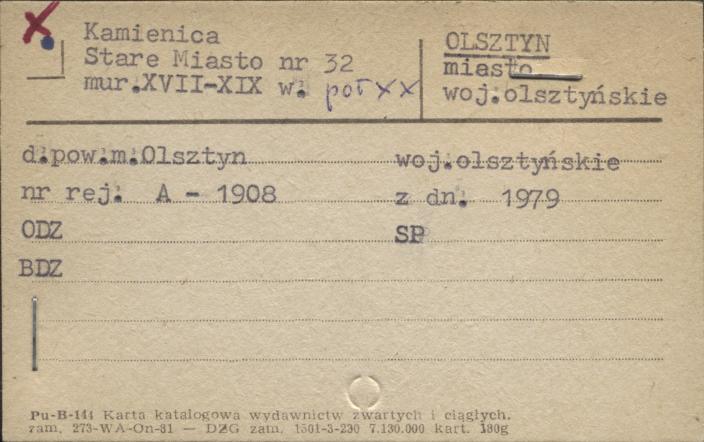 Kamienica
Stare Miasto nr 32
mur.XVII-XIX w. poł XX
OLSZTYN
miasto
woj.olsztyńskie
d.pow.m.Olsztyn woj.olsztyńskie
nr rej. A - 1908 z dn. 1979
ODZ SP
BDZ
Pu-B-144 Karta katalogowa wydawnictw zwartych i ciągłych.
zam. 273-WA-On-81 — DZG zam. 1501-3-230 7.130.000 kart. 180g